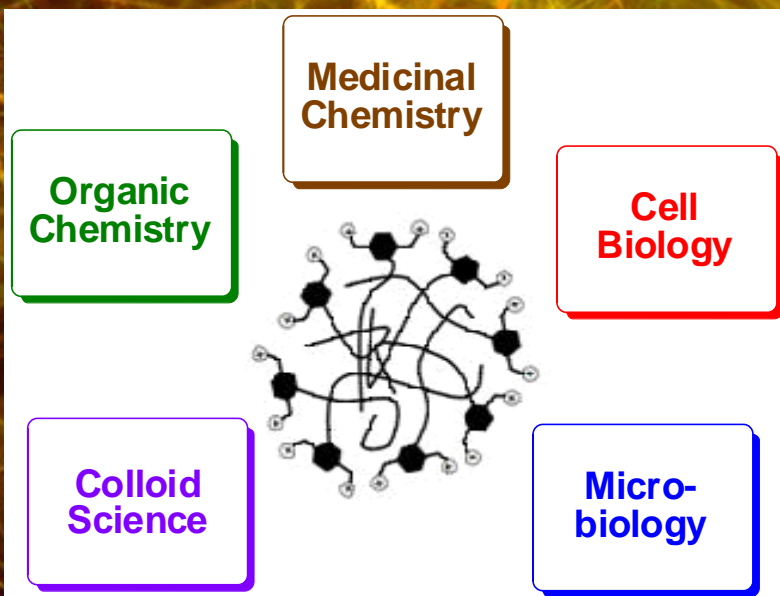 Medicinal
Chemistry
Organic
Chemistry
Cell
Biology
Colloid
Science
Micro-
biology